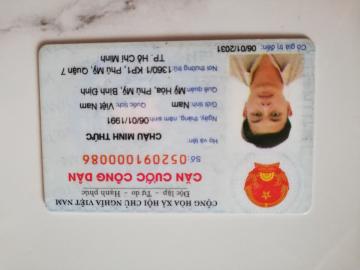 CỘNG HÒA XÃ HỘI CHỦ NGHĨA VIỆT NAM
Độc lập - Tự do - Hạnh phúc
CĂN CƯỚC CÔNG DÂN
Số: 052091000086
Họ và tên:
CHÂU MINH THỨC
Ngày, tháng, năm sinh: 06/01/1991
Giới tính: Nam Quốc tịch: Việt Nam
Quê quán: Mỹ Hòa, Phù Mỹ, Bình Định
Nơi thường trú: 1360/1 KP1, Phú Mỹ, Quận 7
TP. Hồ Chí Minh
Có giá trị đến: 06/01/2031